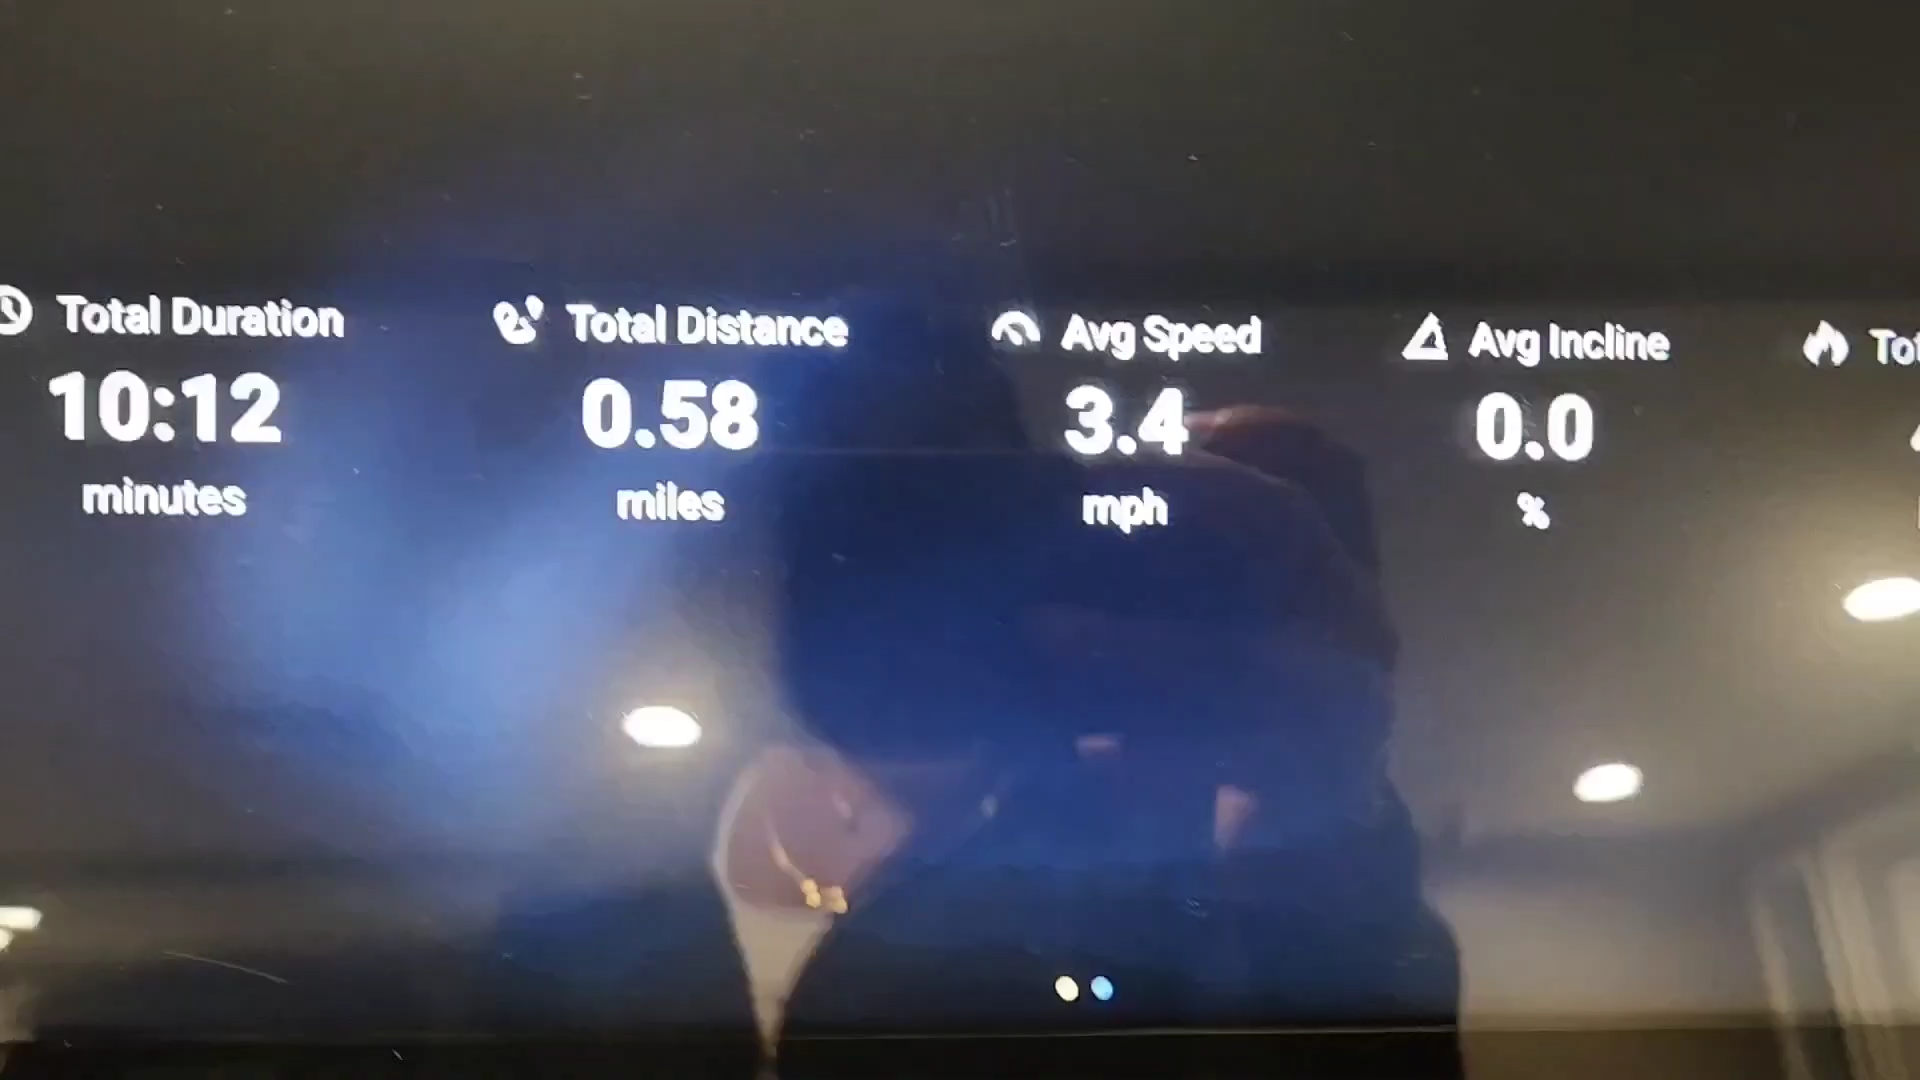 Total Duration
10:12
minutes
Total Distance
0.58
miles
Avg Speed
3.4
mph
Avg Incline
0.0
%